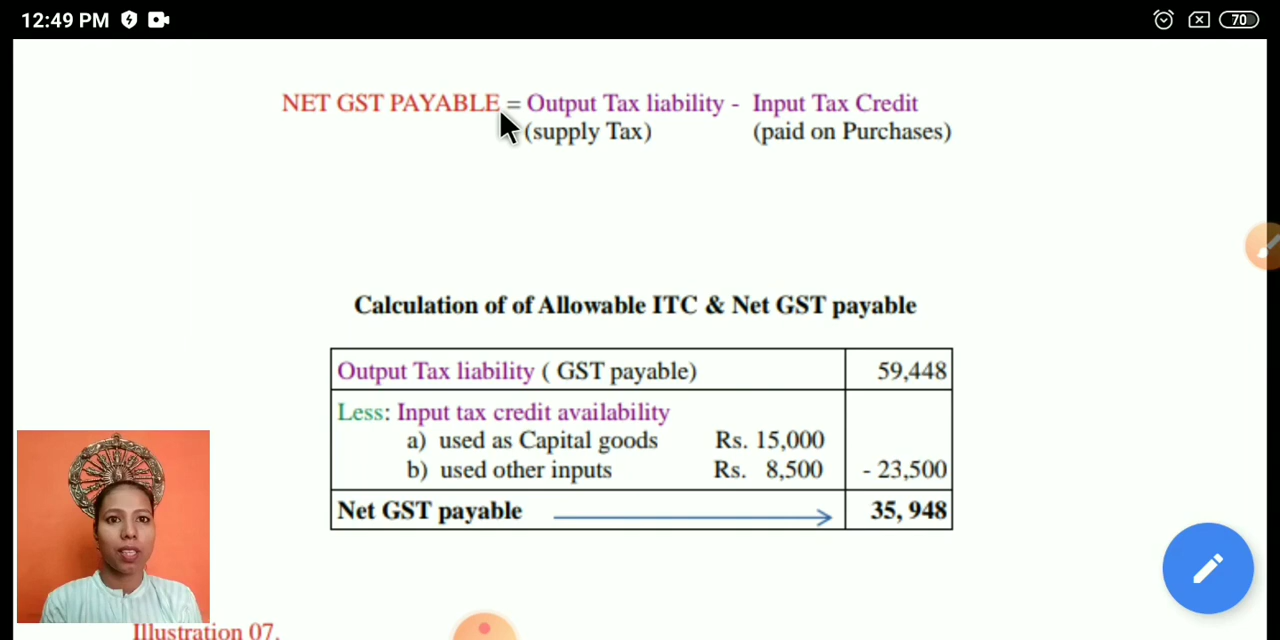 12:49 PM
70
NET GST PAYABLE = Output Tax liability - Input Tax Credit
(supply Tax) (paid on Purchases)
Calculation of of Allowable ITC & Net GST payable
Output Tax liability ( GST payable) 59,448
Less: Input tax credit availability
a) used as Capital goods Rs. 15,000
b) used other inputs Rs. 8,500 - 23,500
Net GST payable 35, 948
Illustration 07.